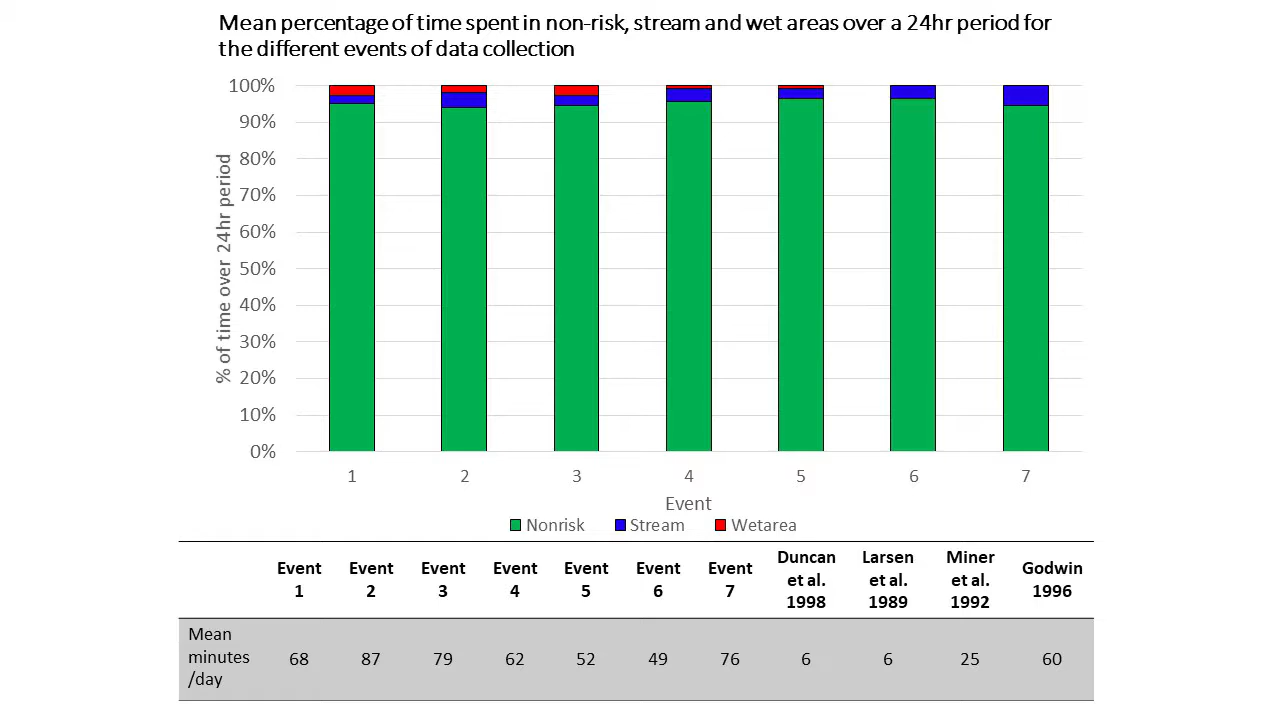 Mean percentage of time spent in non-risk, stream and wet areas over a 24hr period for
the different events of data collection
% of time over 24hr period
100%
90%
80%
70%
60%
50%
40%
30%
20%
10%
0%
1 2 3 4 5 6 7
Event
Nonrisk Stream Wetarea
Event 1 Event 2 Event 3 Event 4 Event 5 Event 6 Event 7 Duncan et al. 1998 Larsen et al. 1989 Miner et al. 1992 Godwin 1996
Mean minutes /day 68 87 79 62 52 49 76 6 6 25 60